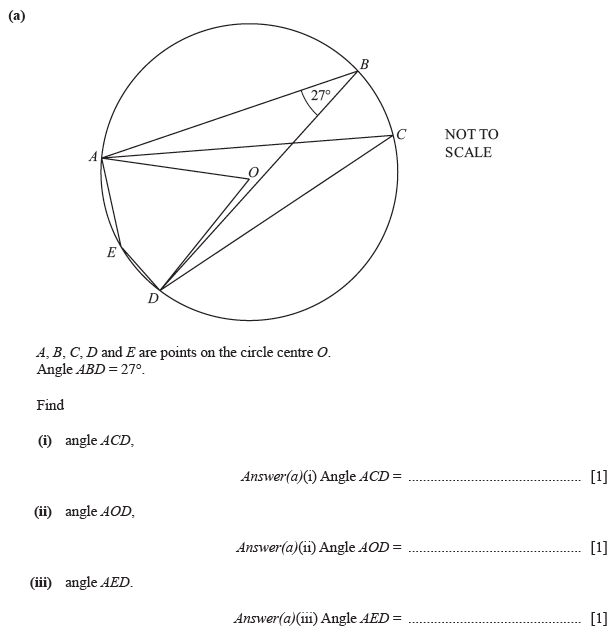 (a)
B
27°
C
NOT TO
SCALE
A
O
E
D
A, B, C, D and E are points on the circle centre O.
Angle ABD = 27°.
Find
(i) angle ACD,
Answer(a)(i) Angle ACD = ............................................ [1]
(ii) angle AOD,
Answer(a)(ii) Angle AOD = ............................................ [1]
(iii) angle AED.
Answer(a)(iii) Angle AED = ............................................ [1]